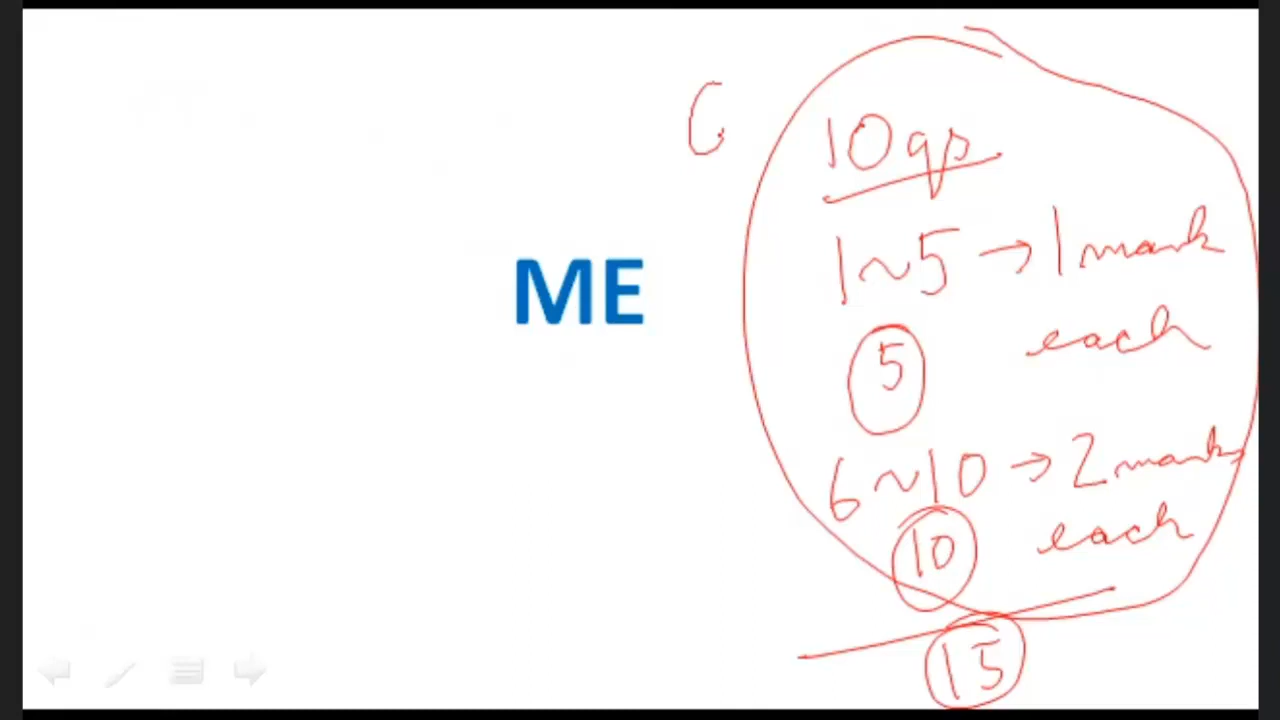 10 qs
1~5 → 1 mark
each
5
ME
6~10 → 2 marks
each
10
15